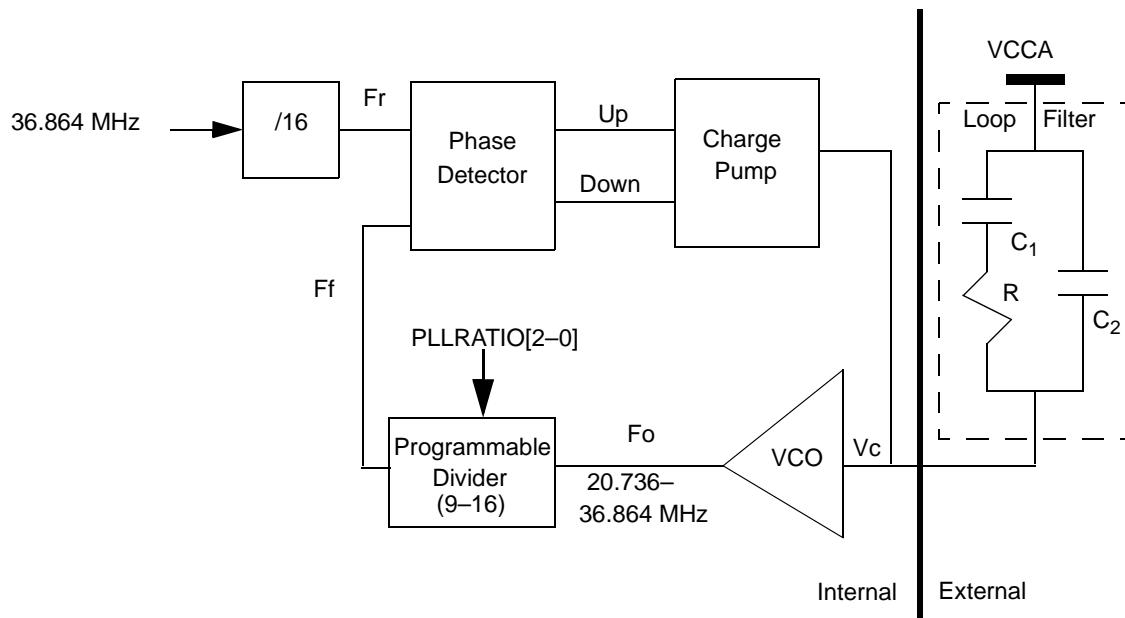 VCCA
36.864 MHz
/16
Fr
Phase
Detector
Up
Down
Charge
Pump
Loop Filter
C1
R
C2
Ff
PLLRATIO[2–0]
Programmable
Divider
(9–16)
Fo
20.736–
36.864 MHz
VCO
Vc
Internal
External